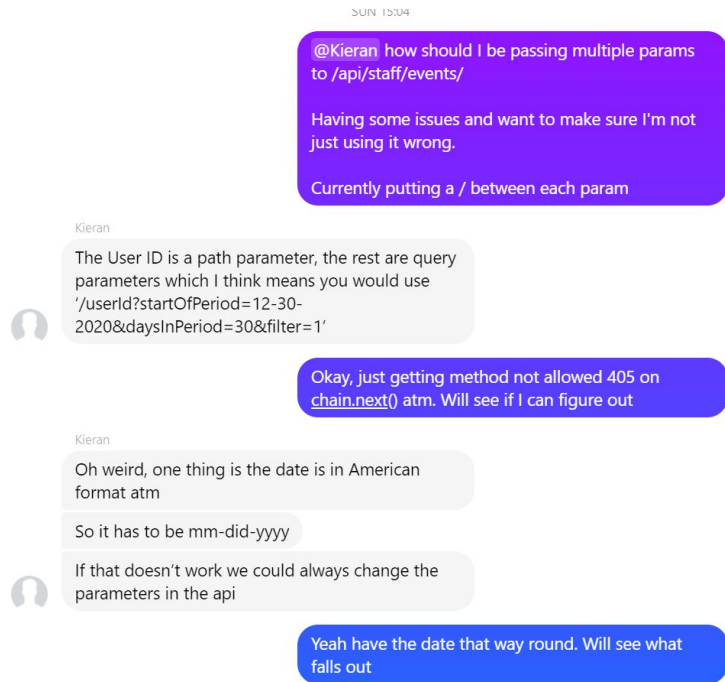 SUN 15:04
@Kieran how should I be passing multiple params
to /api/staff/events/
Having some issues and want to make sure I'm not
just using it wrong.
Currently putting a / between each param
Kieran
The User ID is a path parameter, the rest are query
parameters which I think means you would use
‘/userId?startOfPeriod=12-30-
2020&daysInPeriod=30&filter=1’
Okay, just getting method not allowed 405 on
chain.next() atm. Will see if I can figure out
Kieran
Oh weird, one thing is the date is in American
format atm
So it has to be mm-did-yyyy
If that doesn’t work we could always change the
parameters in the api
Yeah have the date that way round. Will see what
falls out